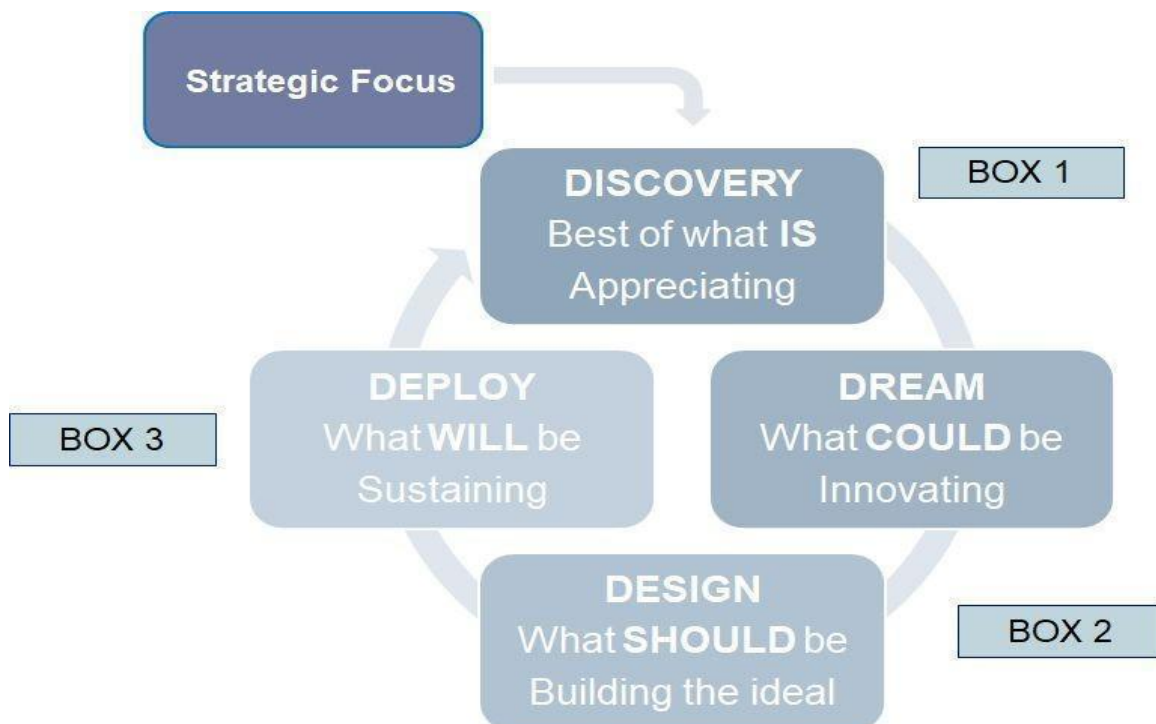 Strategic Focus
DISCOVERY
Best of what IS
Appreciating
BOX 1
DEPLOY
What WILL be
Sustaining
DREAM
What COULD be
Innovating
BOX 3
DESIGN
What SHOULD be
Building the ideal
BOX 2